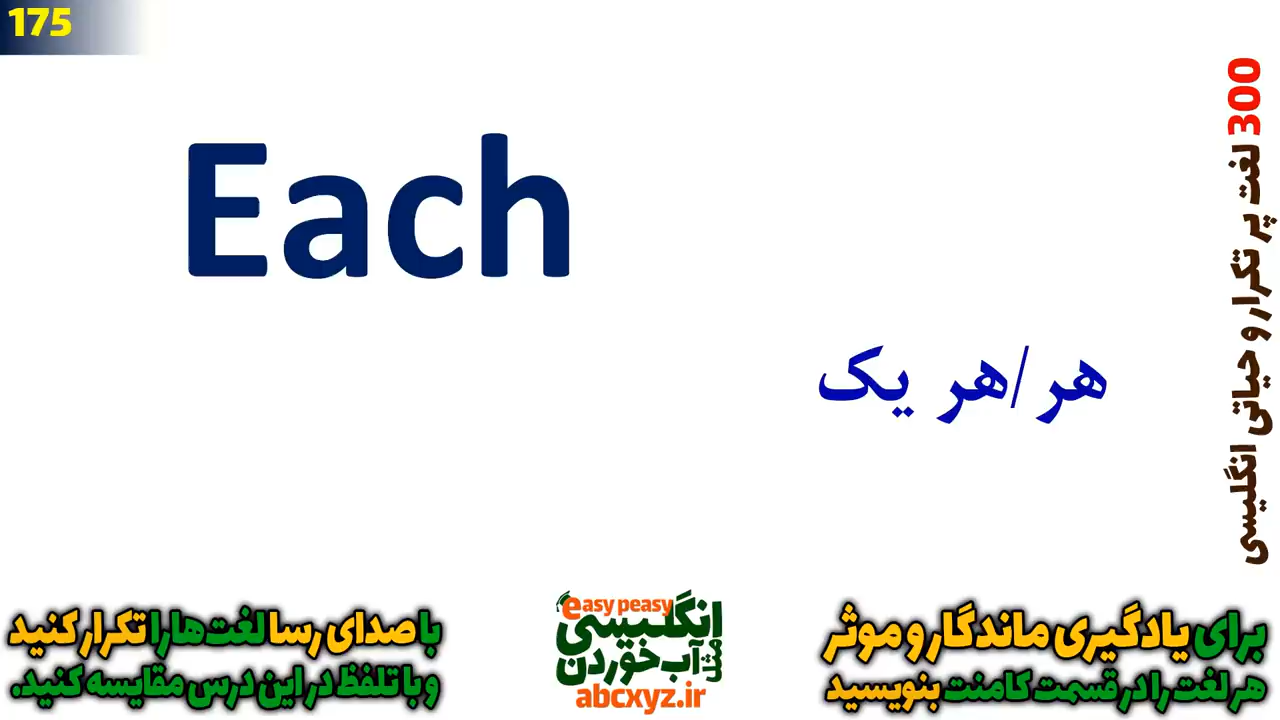 175
Each
هر/هر یک
300 لغت پر تکرار و حیاتی انگلیسی
برای یادگیری ماندگار و موثر
هر لغت را در قسمت کامنت بنویسید
easy peasy
انگلیسی
مثل آب خوردن
abcxyz.ir
با صدای رسا لغت‌ها را تکرار کنید
و با تلفظ در این درس مقایسه کنید.